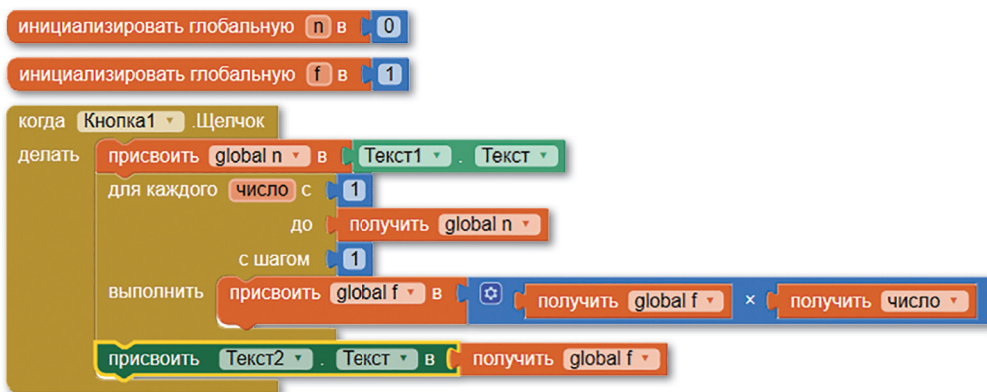 инициализировать глобальную n в 0
инициализировать глобальную f в 1
когда Кнопка1 .Щелчок
делать присвоить global n в Текст1 . Текст
для каждого число с 1
до получить global n
с шагом 1
выполнить присвоить global f в получить global f × получить число
присвоить Текст2 . Текст в получить global f